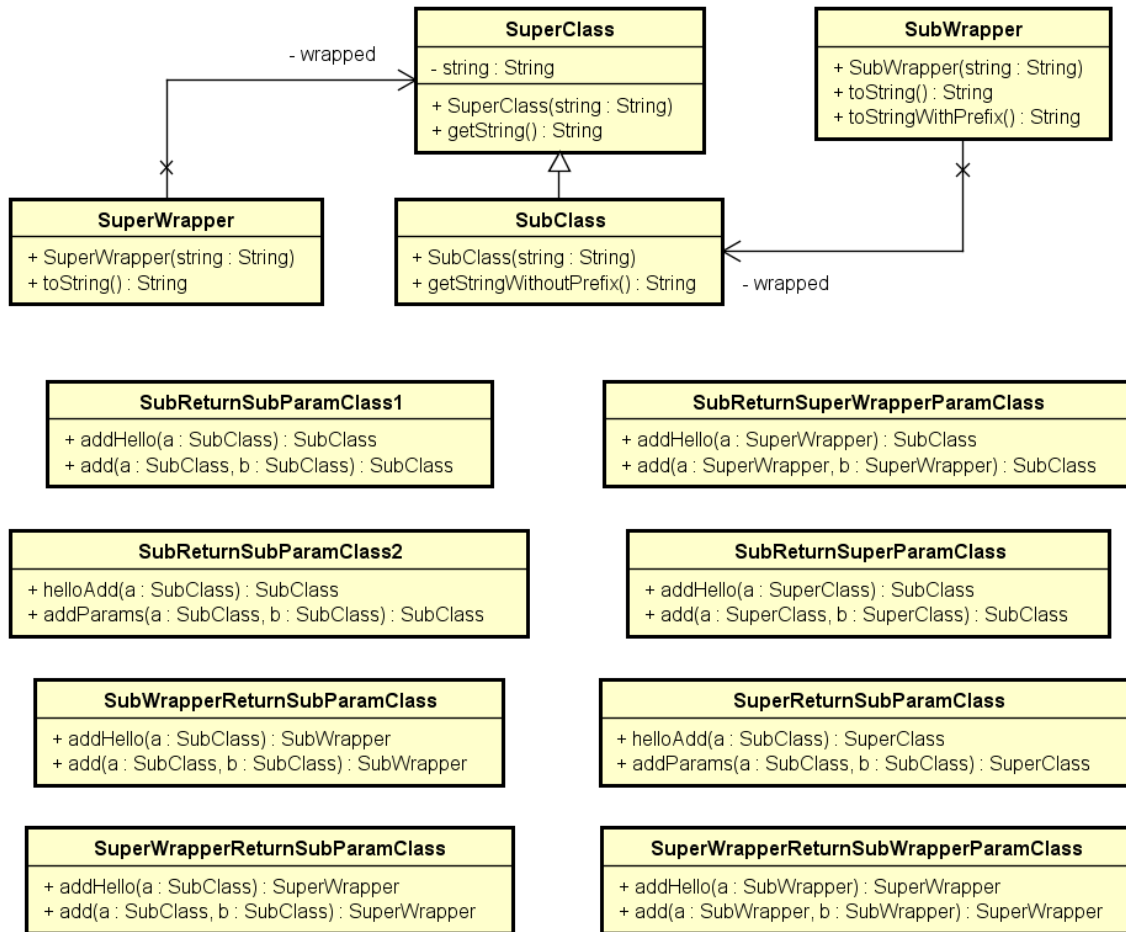 SuperClass
- string : String
+ SuperClass(string : String)
+ getString() : String
SubWrapper
+ SubWrapper(string : String)
+ toString() : String
+ toStringWithPrefix() : String
- wrapped
SuperWrapper
+ SuperWrapper(string : String)
+ toString() : String
SubClass
+ SubClass(string : String)
+ getStringWithoutPrefix() : String
- wrapped
SubReturnSubParamClass1
+ addHello(a : SubClass) : SubClass
+ add(a : SubClass, b : SubClass) : SubClass
SubReturnSuperWrapperParamClass
+ addHello(a : SuperWrapper) : SubClass
+ add(a : SuperWrapper, b : SuperWrapper) : SubClass
SubReturnSubParamClass2
+ helloAdd(a : SubClass) : SubClass
+ addParams(a : SubClass, b : SubClass) : SubClass
SubReturnSuperParamClass
+ addHello(a : SuperClass) : SubClass
+ add(a : SuperClass, b : SuperClass) : SubClass
SubWrapperReturnSubParamClass
+ addHello(a : SubClass) : SubWrapper
+ add(a : SubClass, b : SubClass) : SubWrapper
SuperReturnSubParamClass
+ helloAdd(a : SubClass) : SuperClass
+ addParams(a : SubClass, b : SubClass) : SuperClass
SuperWrapperReturnSubParamClass
+ addHello(a : SubClass) : SuperWrapper
+ add(a : SubClass, b : SubClass) : SuperWrapper
SuperWrapperReturnSubWrapperParamClass
+ addHello(a : SubWrapper) : SuperWrapper
+ add(a : SubWrapper, b : SubWrapper) : SuperWrapper